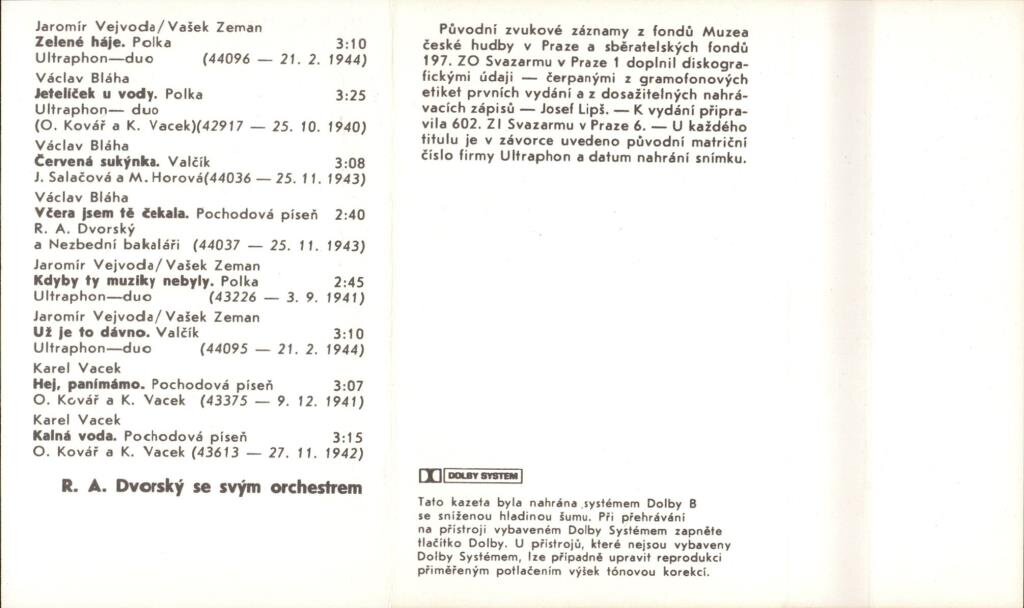 Jaromír Vejvoda/Vašek Zeman
Zelené háje. Polka 3:10
Ultraphon—duo (44096 — 21. 2. 1944)
Václav Bláha
Jetelíček u vody. Polka 3:25
Ultraphon— duo
(O. Kovář a K. Vacek)(42917 — 25. 10. 1940)
Václav Bláha
Červená sukýnka. Valčík 3:08
J. Salačová a M. Horová(44036 — 25. 11. 1943)
Václav Bláha
Včera jsem tě čekala. Pochodová píseň 2:40
R. A. Dvorský
a Nezbední bakaláři (44037 — 25. 11. 1943)
Jaromír Vejvoda/Vašek Zeman
Kdyby ty muziky nebyly. Polka 2:45
Ultraphon—duo (43226 — 3. 9. 1941)
Jaromír Vejvoda/Vašek Zeman
Už je to dávno. Valčík 3:10
Ultraphon—duo (44095 — 21. 2. 1944)
Karel Vacek
Hej, panímámo. Pochodová píseň 3:07
O. Kovář a K. Vacek (43375 — 9. 12. 1941)
Karel Vacek
Kalná voda. Pochodová píseň 3:15
O. Kovář a K. Vacek (43613 — 27. 11. 1942)
R. A. Dvorský se svým orchestrem
Původní zvukové záznamy z fondů Muzea
české hudby v Praze a sběratelských fondů
197. ZO Svazarmu v Praze 1 doplnil diskogra-
fickými údaji — čerpanými z gramofonových
etiket prvních vydání a z dosažitelných nahrá-
vacích zápisů — Josef Lipš. — K vydání připra-
vila 602. ZI Svazarmu v Praze 6. — U každého
titulu je v závorce uvedeno původní matriční
číslo firmy Ultraphon a datum nahrání snímku.
DOLBY SYSTEM
Tato kazeta byla nahrána systémem Dolby B
se sníženou hladinou šumu. Při přehrávání
na přístroji vybaveném Dolby Systémem zapněte
tlačítko Dolby. U přístrojů, které nejsou vybaveny
Dolby Systémem, lze případně upravit reprodukci
přiměřeným potlačením výšek tónovou korekcí.